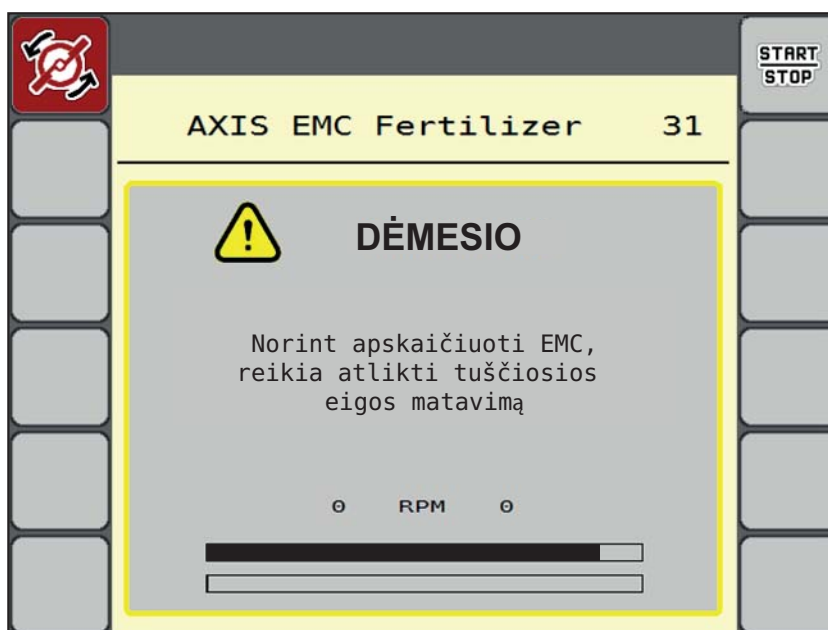 START
STOP
AXIS EMC Fertilizer 31
DĖMESIO
Norint apskaičiuoti EMC,
reikia atlikti tuščiosios
eigos matavimą
0 RPM 0